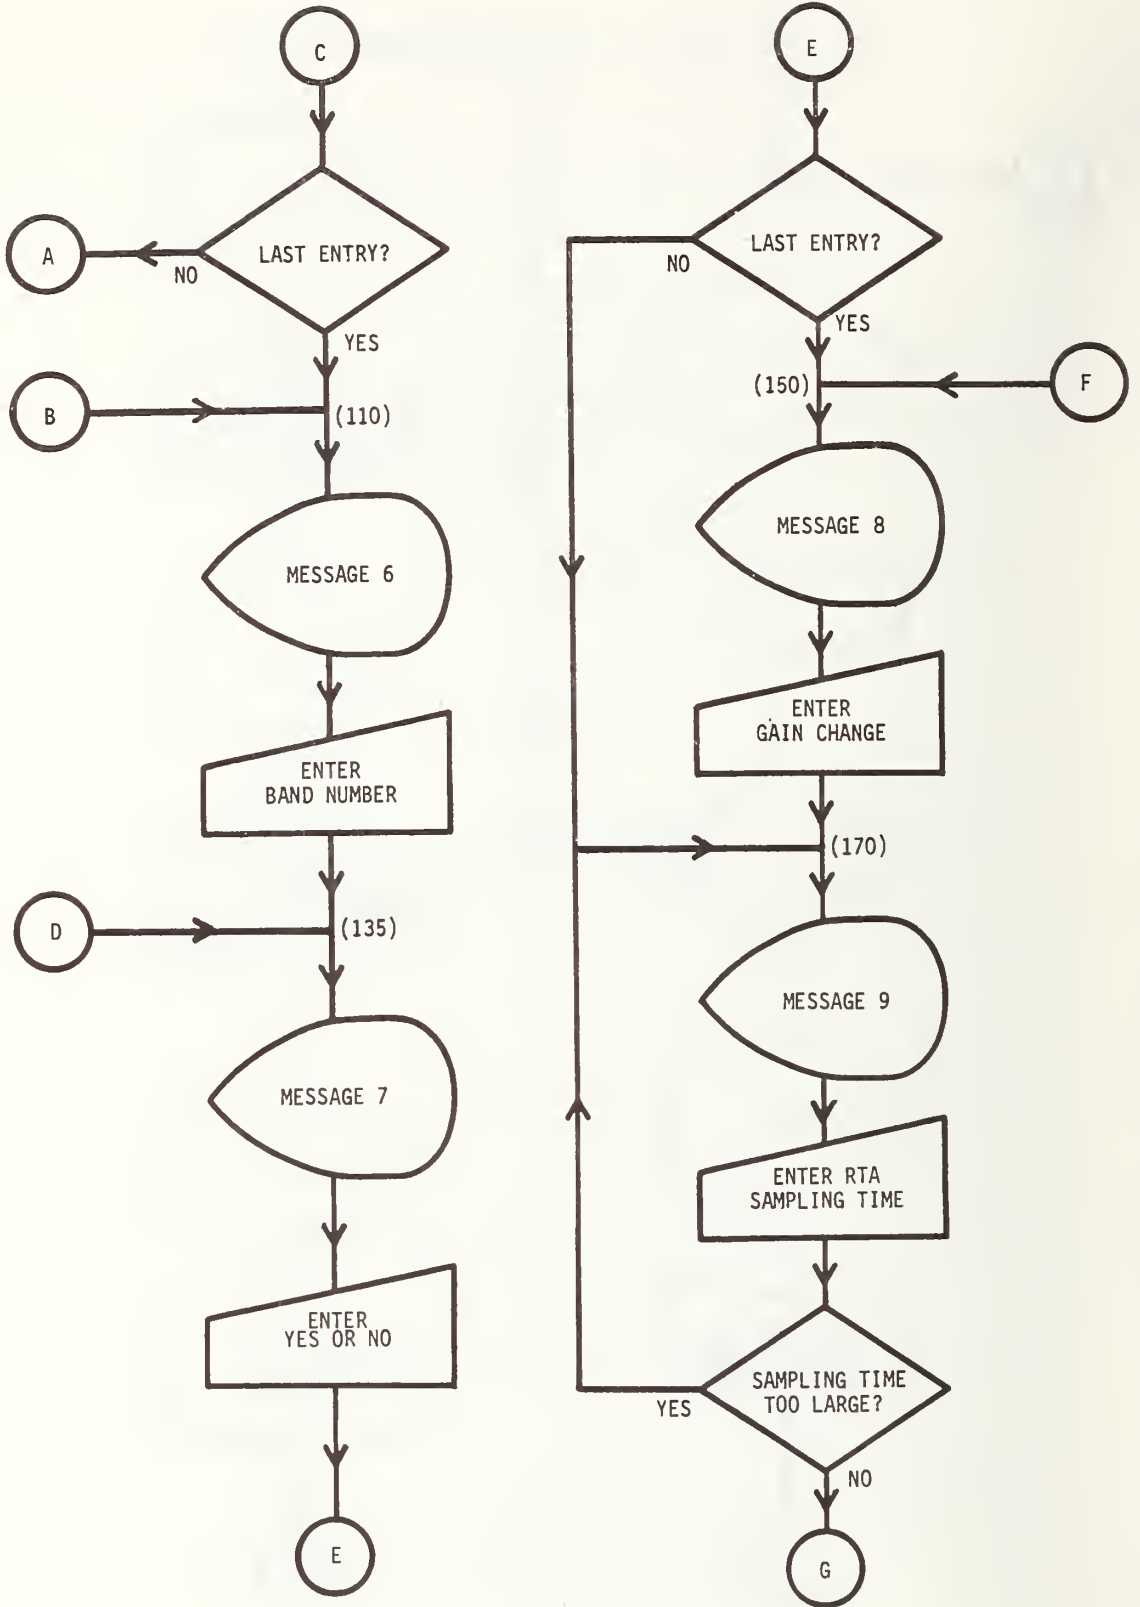 C
LAST ENTRY?
A
NO
YES
B
(110)
MESSAGE 6
ENTER
BAND NUMBER
D
(135)
MESSAGE 7
ENTER
YES OR NO
E
E
LAST ENTRY?
NO
YES
(150)
F
MESSAGE 8
ENTER
GAIN CHANGE
(170)
MESSAGE 9
ENTER RTA
SAMPLING TIME
SAMPLING TIME
TOO LARGE?
YES
NO
G